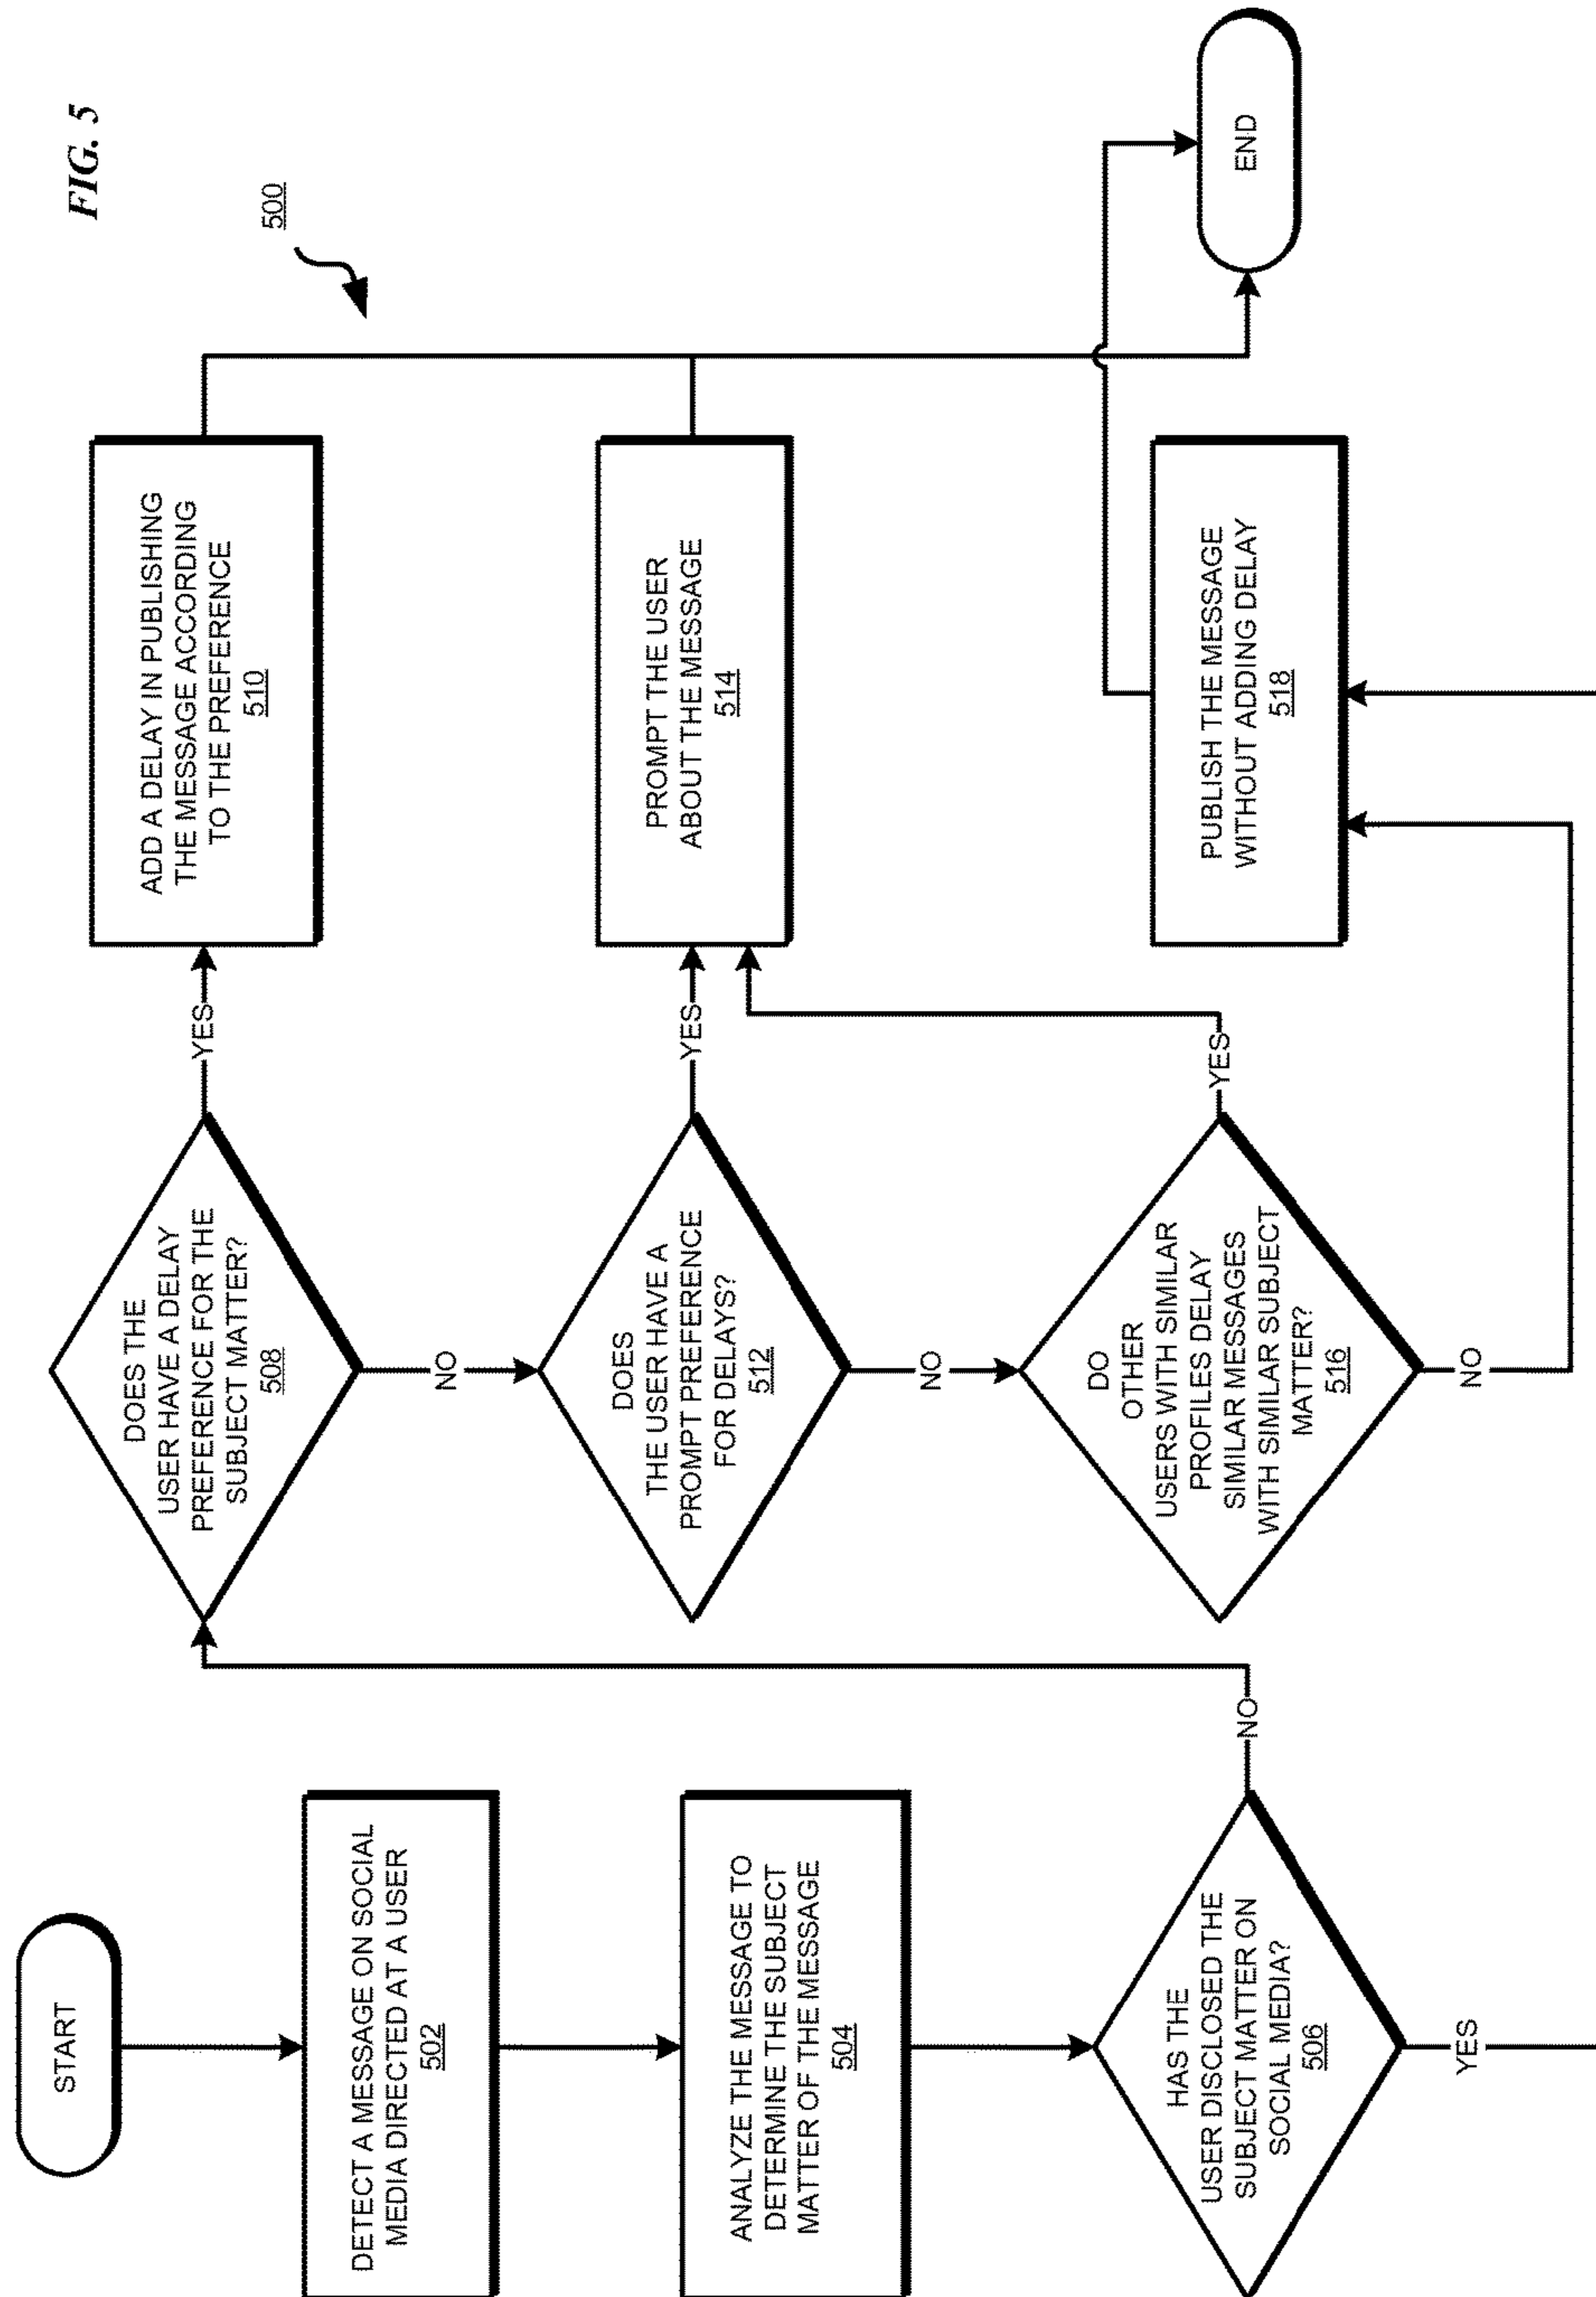 FIG. 5
500
START
DETECT A MESSAGE ON SOCIAL
MEDIA DIRECTED AT A USER
502
ANALYZE THE MESSAGE TO
DETERMINE THE SUBJECT
MATTER OF THE MESSAGE
504
HAS THE
USER DISCLOSED THE
SUBJECT MATTER ON
SOCIAL MEDIA?
506
YES
NO
DOES THE
USER HAVE A DELAY
PREFERENCE FOR THE
SUBJECT MATTER?
508
YES
NO
ADD A DELAY IN PUBLISHING
THE MESSAGE ACCORDING
TO THE PREFERENCE
510
DOES
THE USER HAVE A
PROMPT PREFERENCE
FOR DELAYS?
512
YES
NO
PROMPT THE USER
ABOUT THE MESSAGE
514
DO
OTHER
USERS WITH SIMILAR
PROFILES DELAY
SIMILAR MESSAGES
WITH SIMILAR SUBJECT
MATTER?
516
YES
NO
PUBLISH THE MESSAGE
WITHOUT ADDING DELAY
518
END